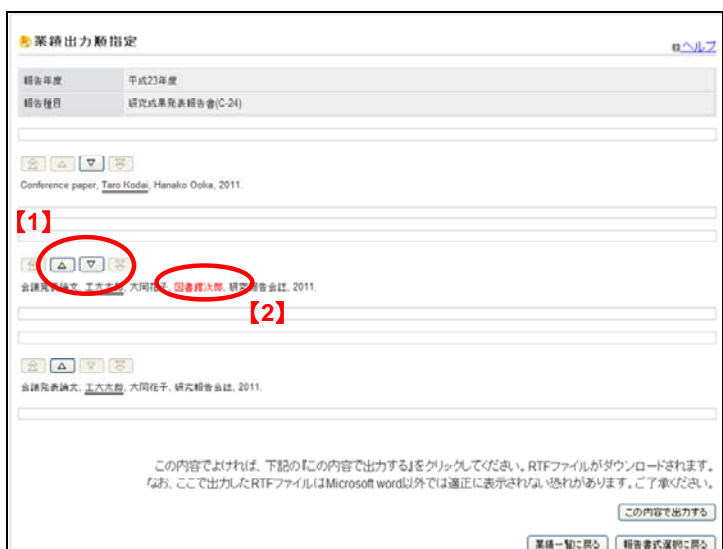 業績出力順指定
ヘルプ
報告年度 平成23年度
報告種目 研究成果発表報告書(C-24)
Conference paper, Taro Kodai, Hanako Ooka, 2011.
【1】
会議発表論文, 工大太郎, 大岡花子, 図書館次郎, 研究報告会誌, 2011.
【2】
会議発表論文, 工大太郎, 大岡花子, 研究報告会誌, 2011.
この内容でよければ、下記の『この内容で出力する』をクリックしてください。RTFファイルがダウンロードされます。
なお、ここで出力したRTFファイルはMicrosoft word以外では適正に表示されない恐れがあります。ご了承ください。
この内容で出力する
業績一覧に戻る 報告書式選択に戻る